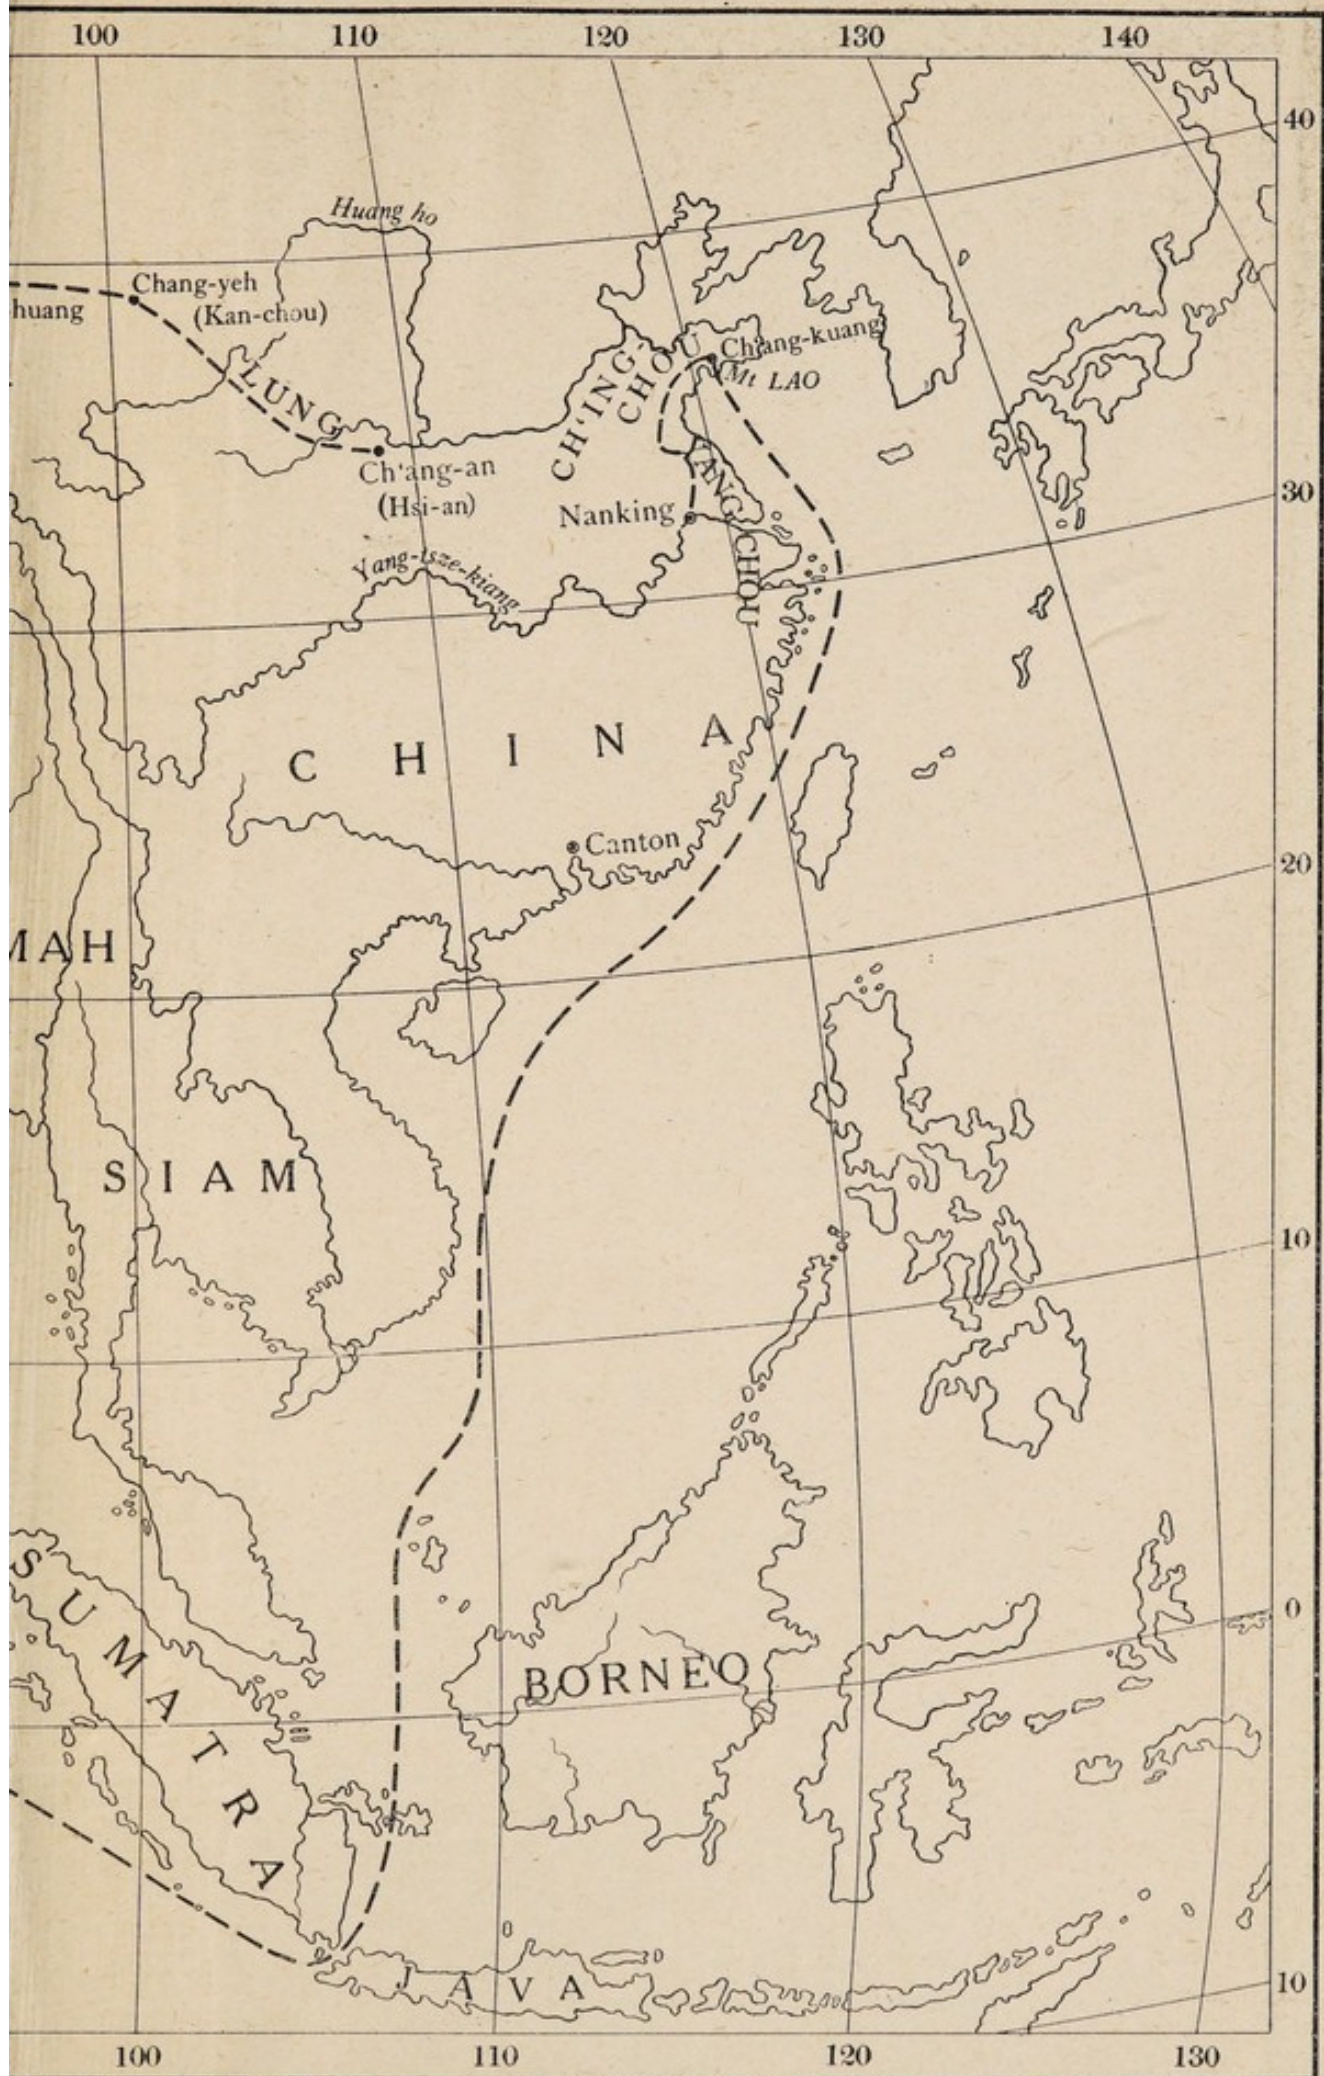 100 110 120 130 140
40
Huang ho
Chang-yeh
huang
(Kan-chou)
CH'ING-
CHOU
Chiang-kuang
Mt LAO
LUNG
Ch'ang-an
(Hsi-an)
YANG CHOU
30
Nanking
Yang-tsze-kiang
CHINA
Canton
20
MAH
SIAM
10
SUMATRA
0
BORNEO
JAVA
10
100 110 120 130